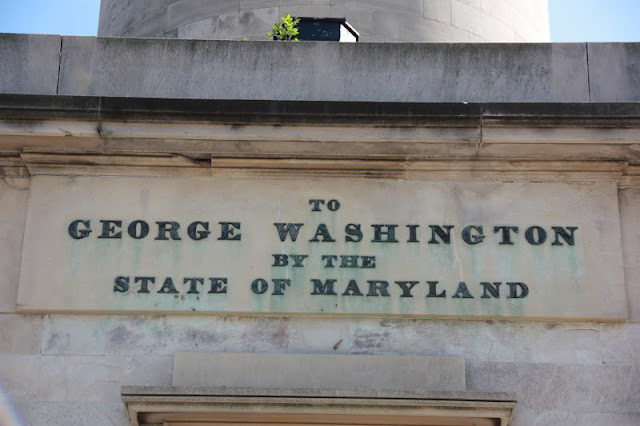 TO
GEORGE WASHINGTON
BY THE
STATE OF MARYLAND